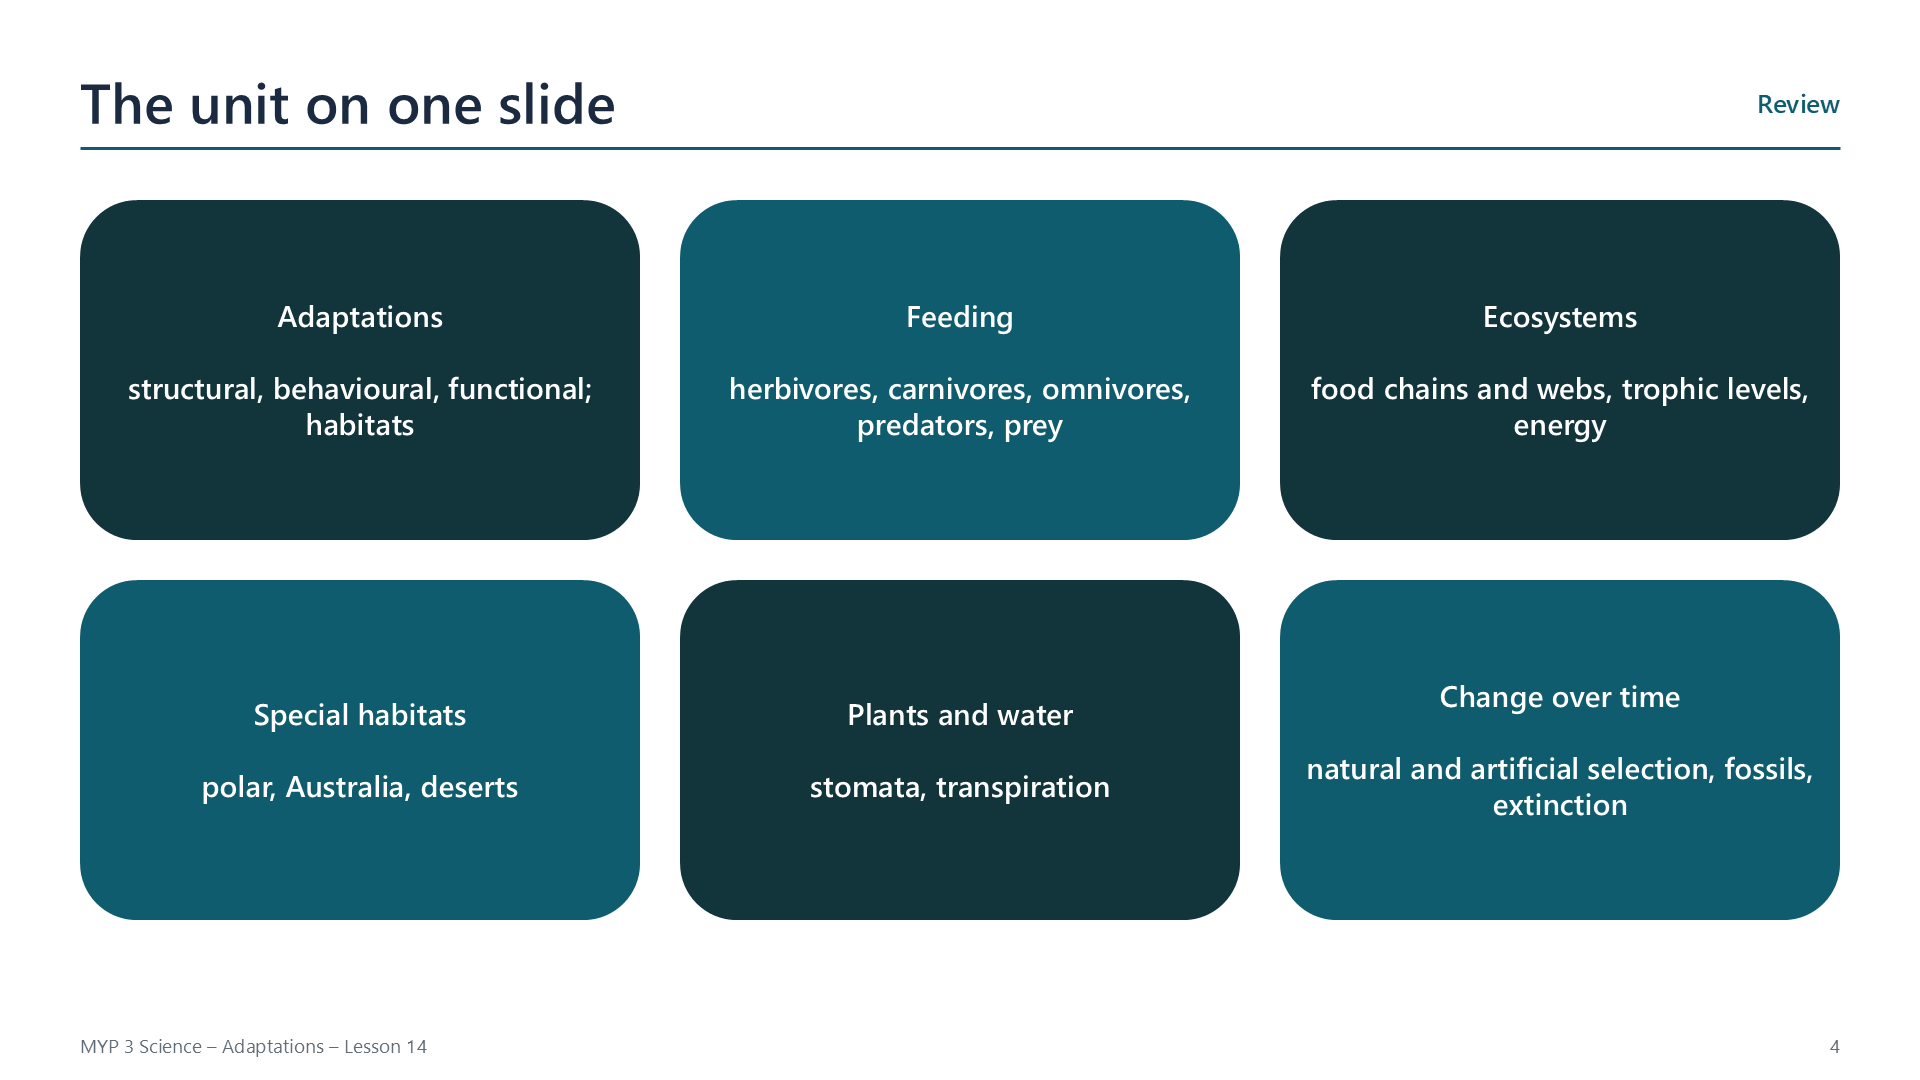 The unit on one slide
Review
Adaptations
structural, behavioural, functional;
habitats
Feeding
herbivores, carnivores, omnivores,
predators, prey
Ecosystems
food chains and webs, trophic levels,
energy
Special habitats
polar, Australia, deserts
Plants and water
stomata, transpiration
Change over time
natural and artificial selection, fossils,
extinction
MYP 3 Science – Adaptations – Lesson 14
4